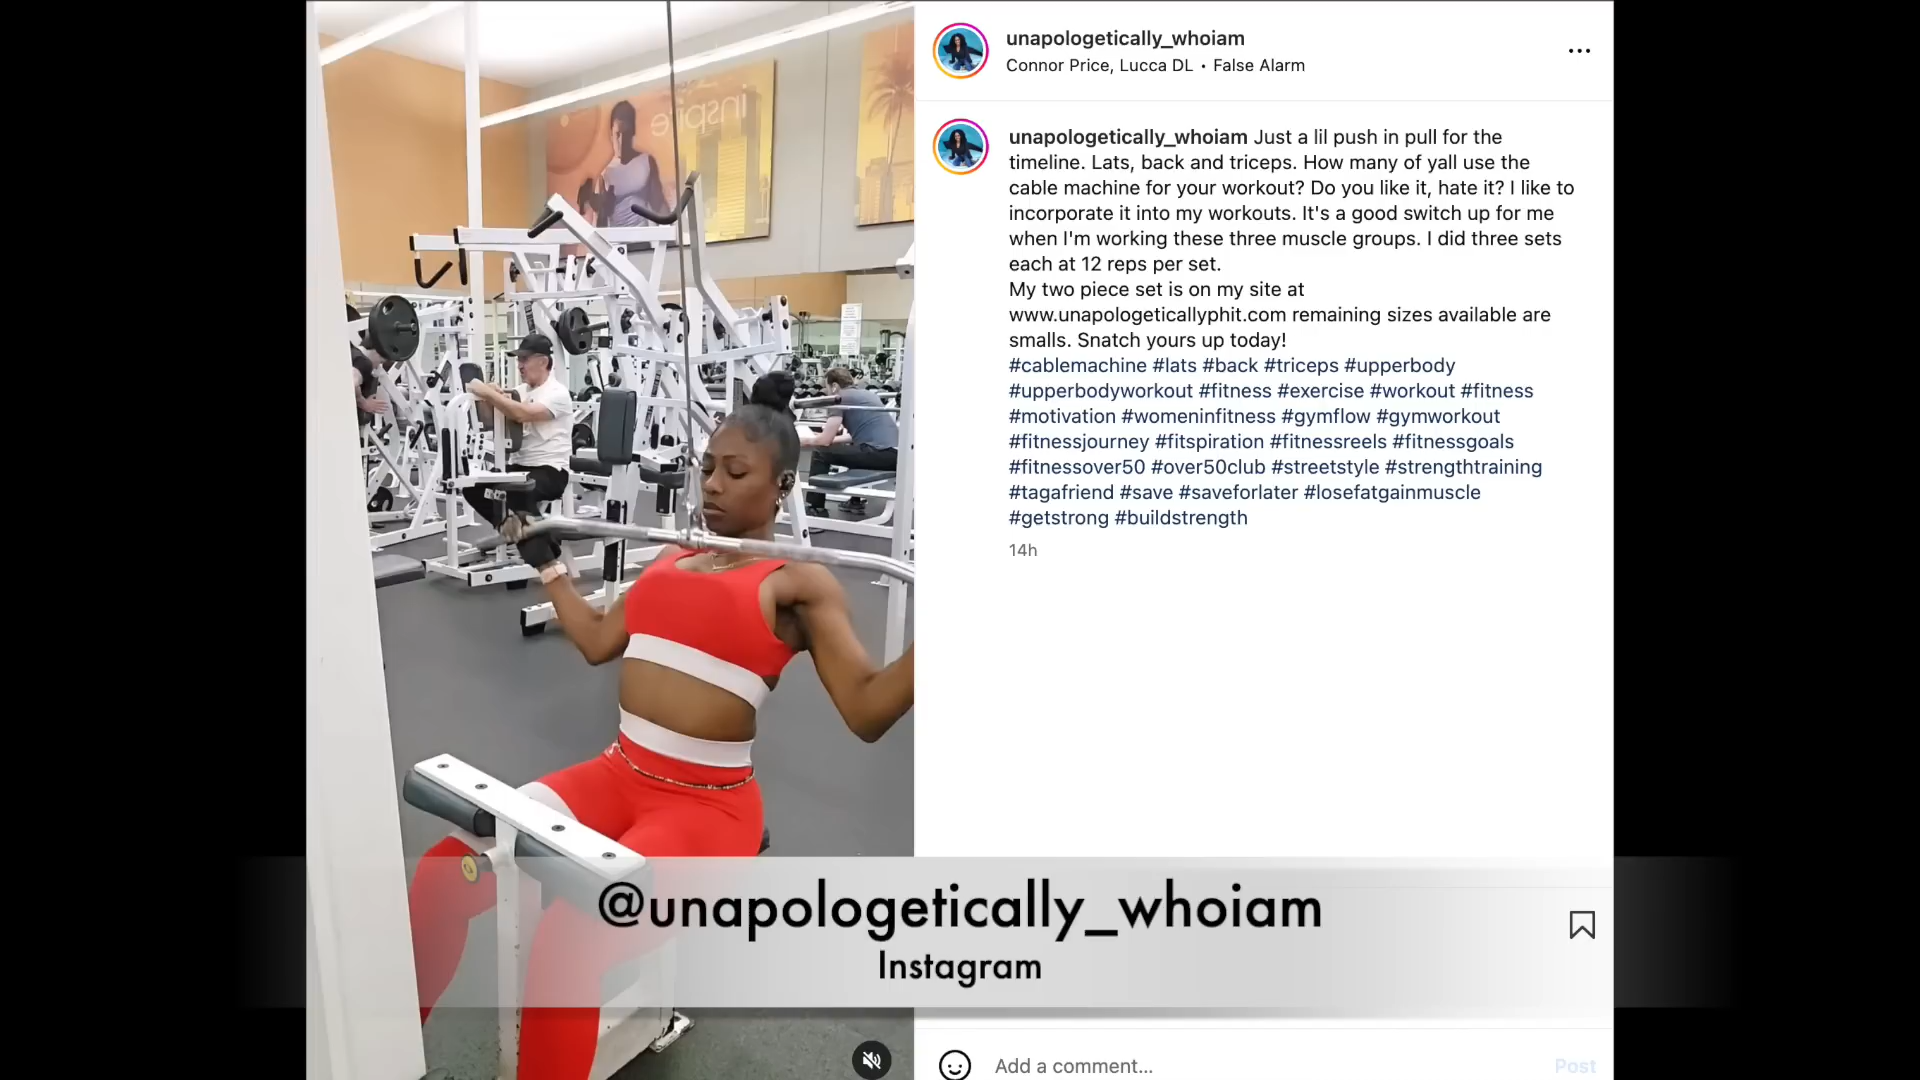 inspire
unapologetically_whoiam
Connor Price, Lucca DL • False Alarm
unapologetically_whoiam Just a lil push in pull for the
timeline. Lats, back and triceps. How many of yall use the
cable machine for your workout? Do you like it, hate it? I like to
incorporate it into my workouts. It's a good switch up for me
when I'm working these three muscle groups. I did three sets
each at 12 reps per set.
My two piece set is on my site at
www.unapologeticallyphit.com remaining sizes available are
smalls. Snatch yours up today!
#cablemachine #lats #back #triceps #upperbody
#upperbodyworkout #fitness #exercise #workout #fitness
#motivation #womeninfitness #gymflow #gymworkout
#fitnessjourney #fitspiration #fitnessreels #fitnessgoals
#fitnessover50 #over50club #streetstyle #strengthtraining
#tagafriend #save #saveforlater #losefatgainmuscle
#getstrong #buildstrength
14h
@unapologetically_whoiam
Instagram
Add a comment...
Post